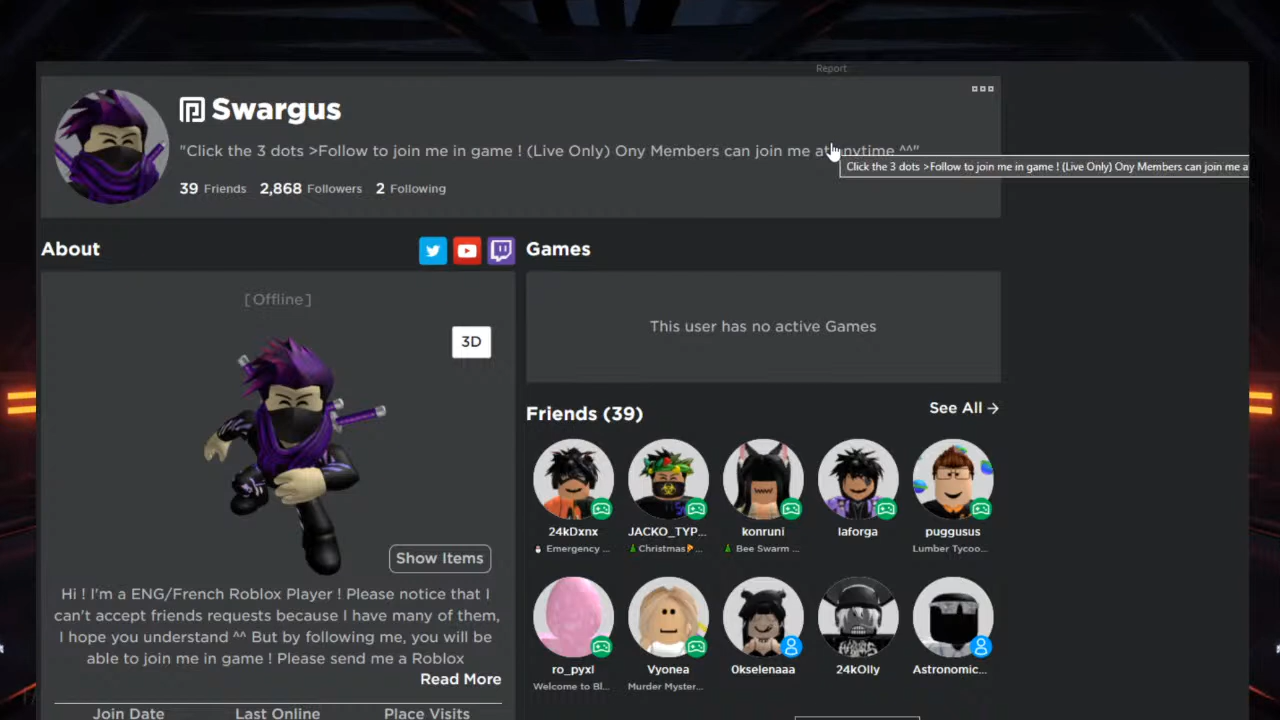 Report
Swargus
"Click the 3 dots >Follow to join me in game ! (Live Only) Ony Members can join me at anytime ^^"
Click the 3 dots >Follow to join me in game ! (Live Only) Ony Members can join me a
39 Friends 2,868 Followers 2 Following
About
Games
[Offline]
This user has no active Games
3D
Friends (39)
See All →
24kDxnx JACKO_TYP... konruni laforga puggusus
Emergency ... Christmas ... Bee Swarm ... Lumber Tycoo...
Show Items
Hi ! I'm a ENG/French Roblox Player ! Please notice that I
can't accept friends requests because I have many of them,
I hope you understand ^^ But by following me, you will be
able to join me in game ! Please send me a Roblox
Read More
ro_pyxl Vyonea 0kselenaaa 24kOlly Astronomic...
Welcome to Bl... Murder Myster...
Join Date Last Online Place Visits